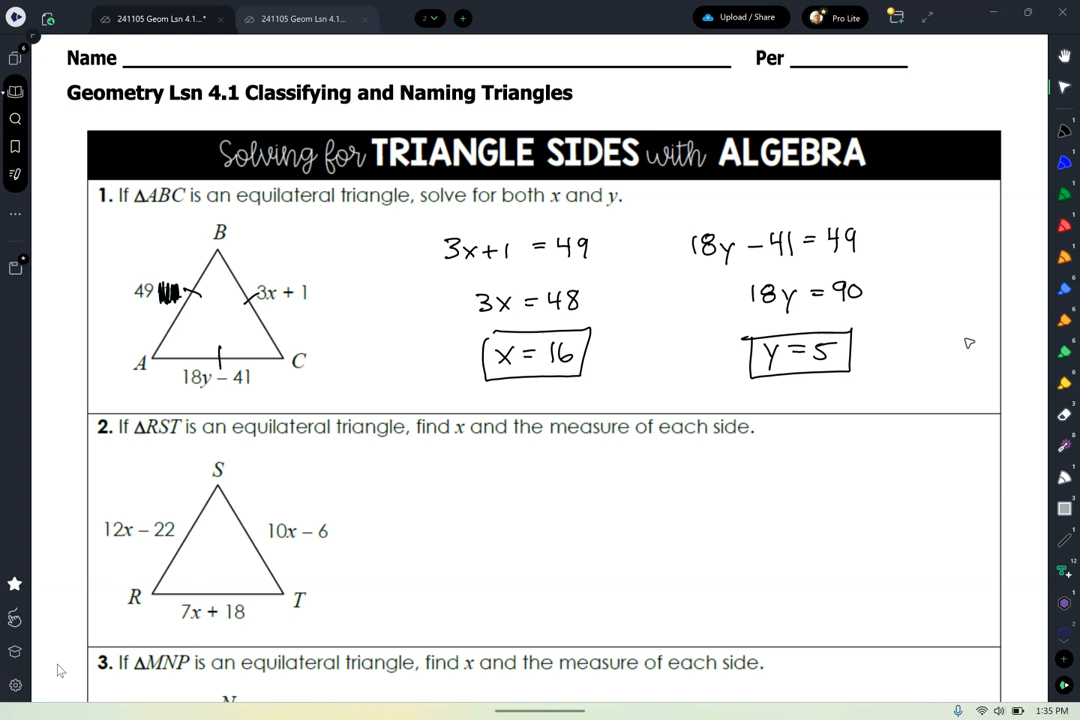 241105 Geom Lsn 4.1...*
241105 Geom Lsn 4.1...
2
Upload / Share
Pro Lite
Name
Per
Geometry Lsn 4.1 Classifying and Naming Triangles
Solving for TRIANGLE SIDES with ALGEBRA
1. If ΔABC is an equilateral triangle, solve for both x and y.
B
49
3x + 1
A
C
18y – 41
3x+1 = 49
3x = 48
x = 16
18y – 41 = 49
18y = 90
y = 5
2. If ΔRST is an equilateral triangle, find x and the measure of each side.
S
12x – 22
10x – 6
R
T
7x + 18
3. If ΔMNP is an equilateral triangle, find x and the measure of each side.
N
1:35 PM